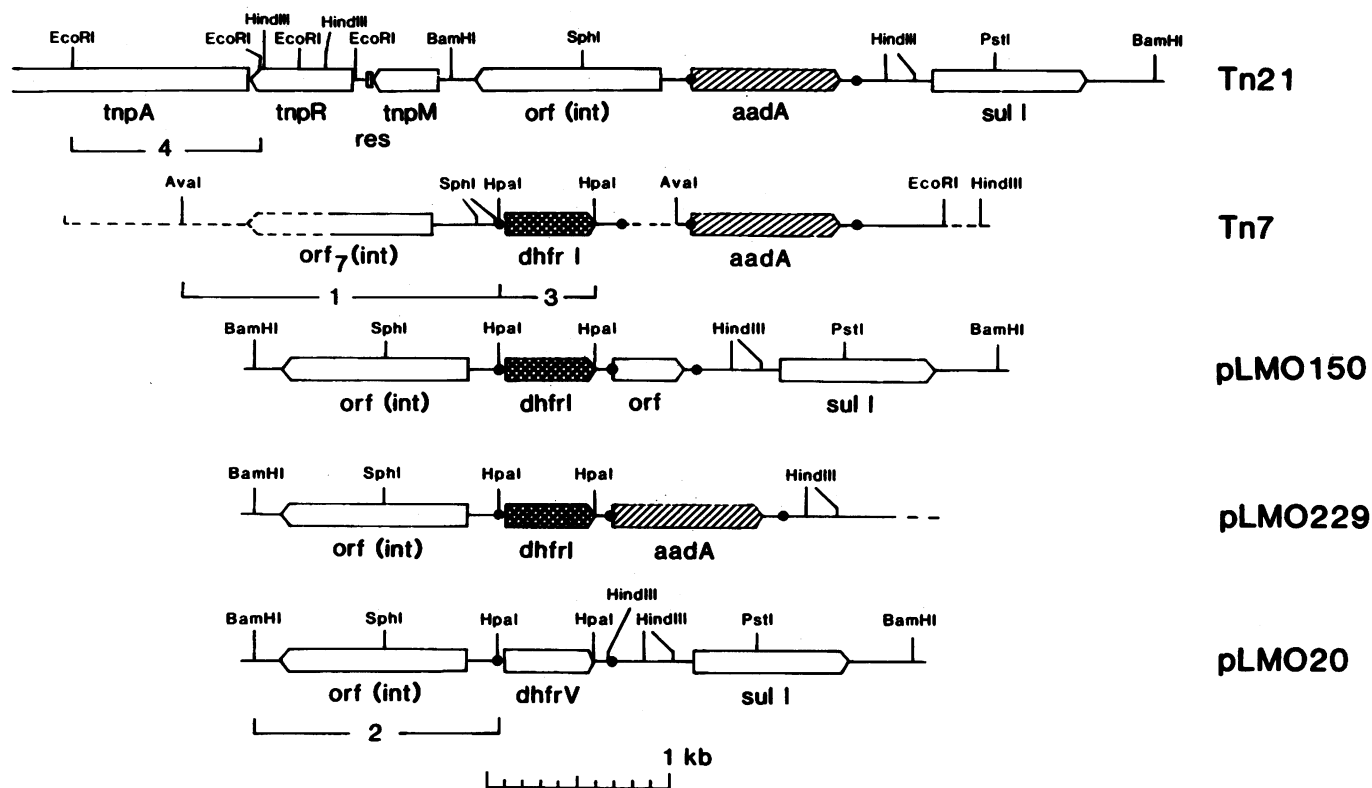 HindIII HindIII
EcoRI EcoRI EcoRI EcoRI BamHI SphI HindIII PstI BamHI
Tn21
tnpA tnpR tnpM orf (int) aadA sul I
res
4
AvaI SphI HpaI HpaI AvaI EcoRI HindIII
Tn7
orf7(int) dhfr I aadA
1 3
BamHI SphI HpaI HpaI HindIII PstI BamHI
pLMO150
orf (int) dhfrI orf sul I
BamHI SphI HpaI HpaI HindIII
pLMO229
orf (int) dhfrI aadA
HindIII
BamHI SphI HpaI HpaI HindIII PstI BamHI
pLMO20
orf (int) dhfrV sul I
2
1 kb